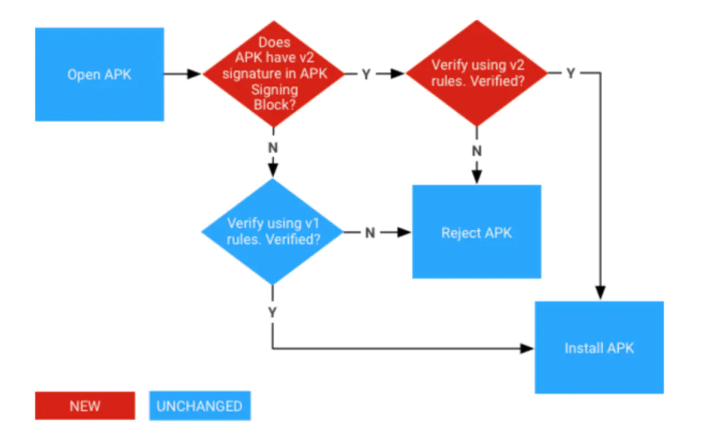 Open APK
Does
APK have v2
signature in APK
Signing
Block?
Y
Verify using v2
rules. Verified?
Y
N
N
Verify using v1
rules. Verified?
N
Reject APK
Y
Install APK
NEW
UNCHANGED